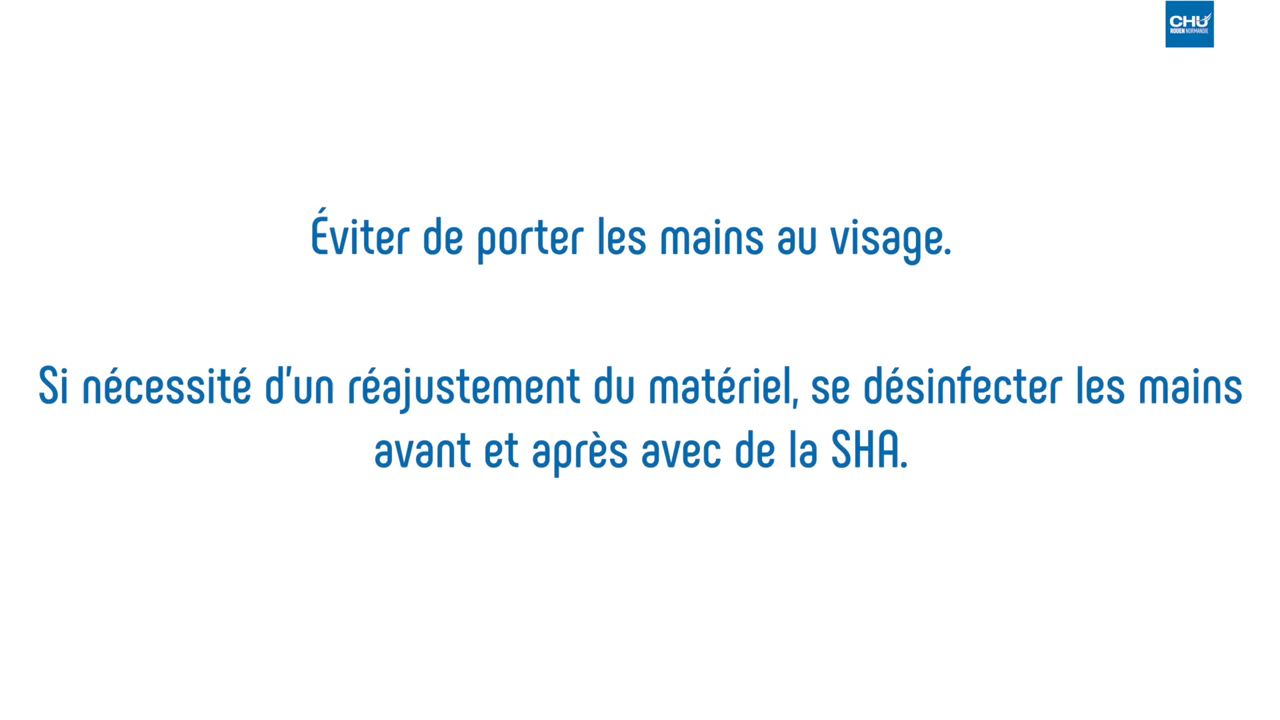 CHU
ROUEN NORMANDIE
Éviter de porter les mains au visage.
Si nécessité d'un réajustement du matériel, se désinfecter les mains
avant et après avec de la SHA.